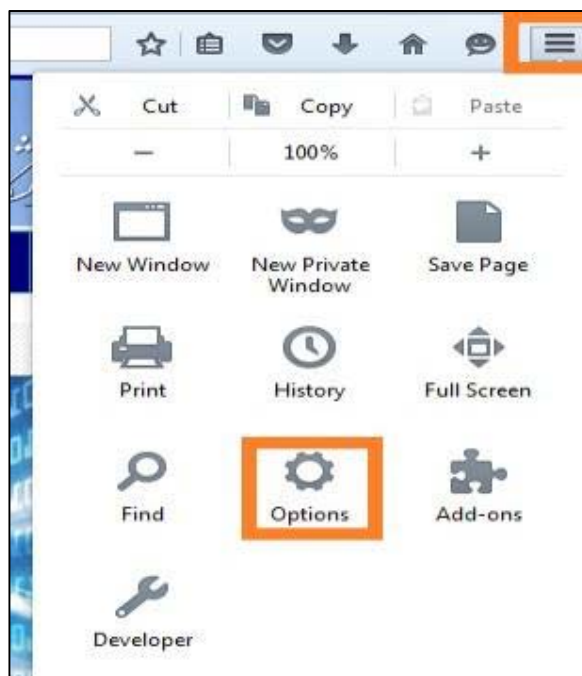 Cut Copy Paste
— 100% +
New Window New Private Window Save Page
Print History Full Screen
Find Options Add-ons
Developer